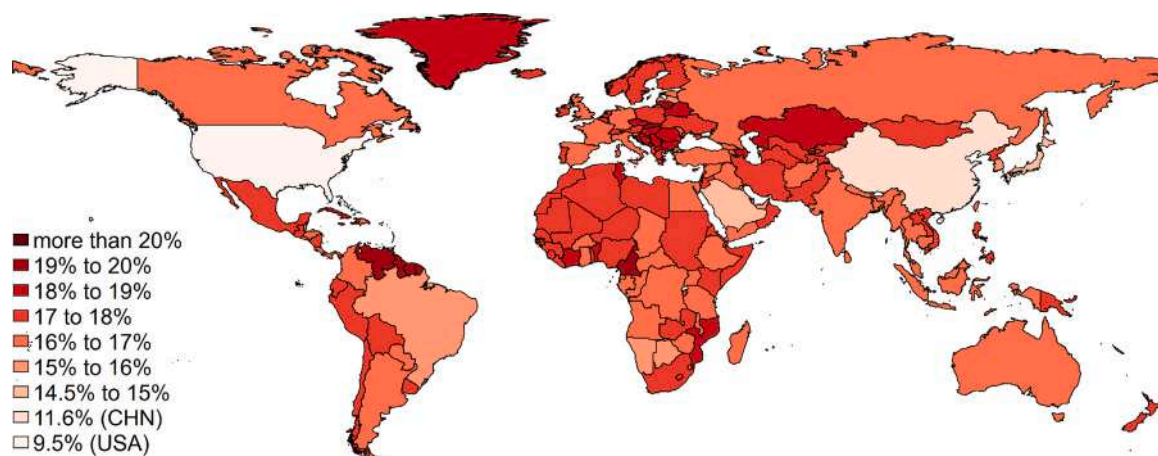 more than 20%
19% to 20%
18% to 19%
17 to 18%
16% to 17%
15% to 16%
14.5% to 15%
11.6% (CHN)
9.5% (USA)